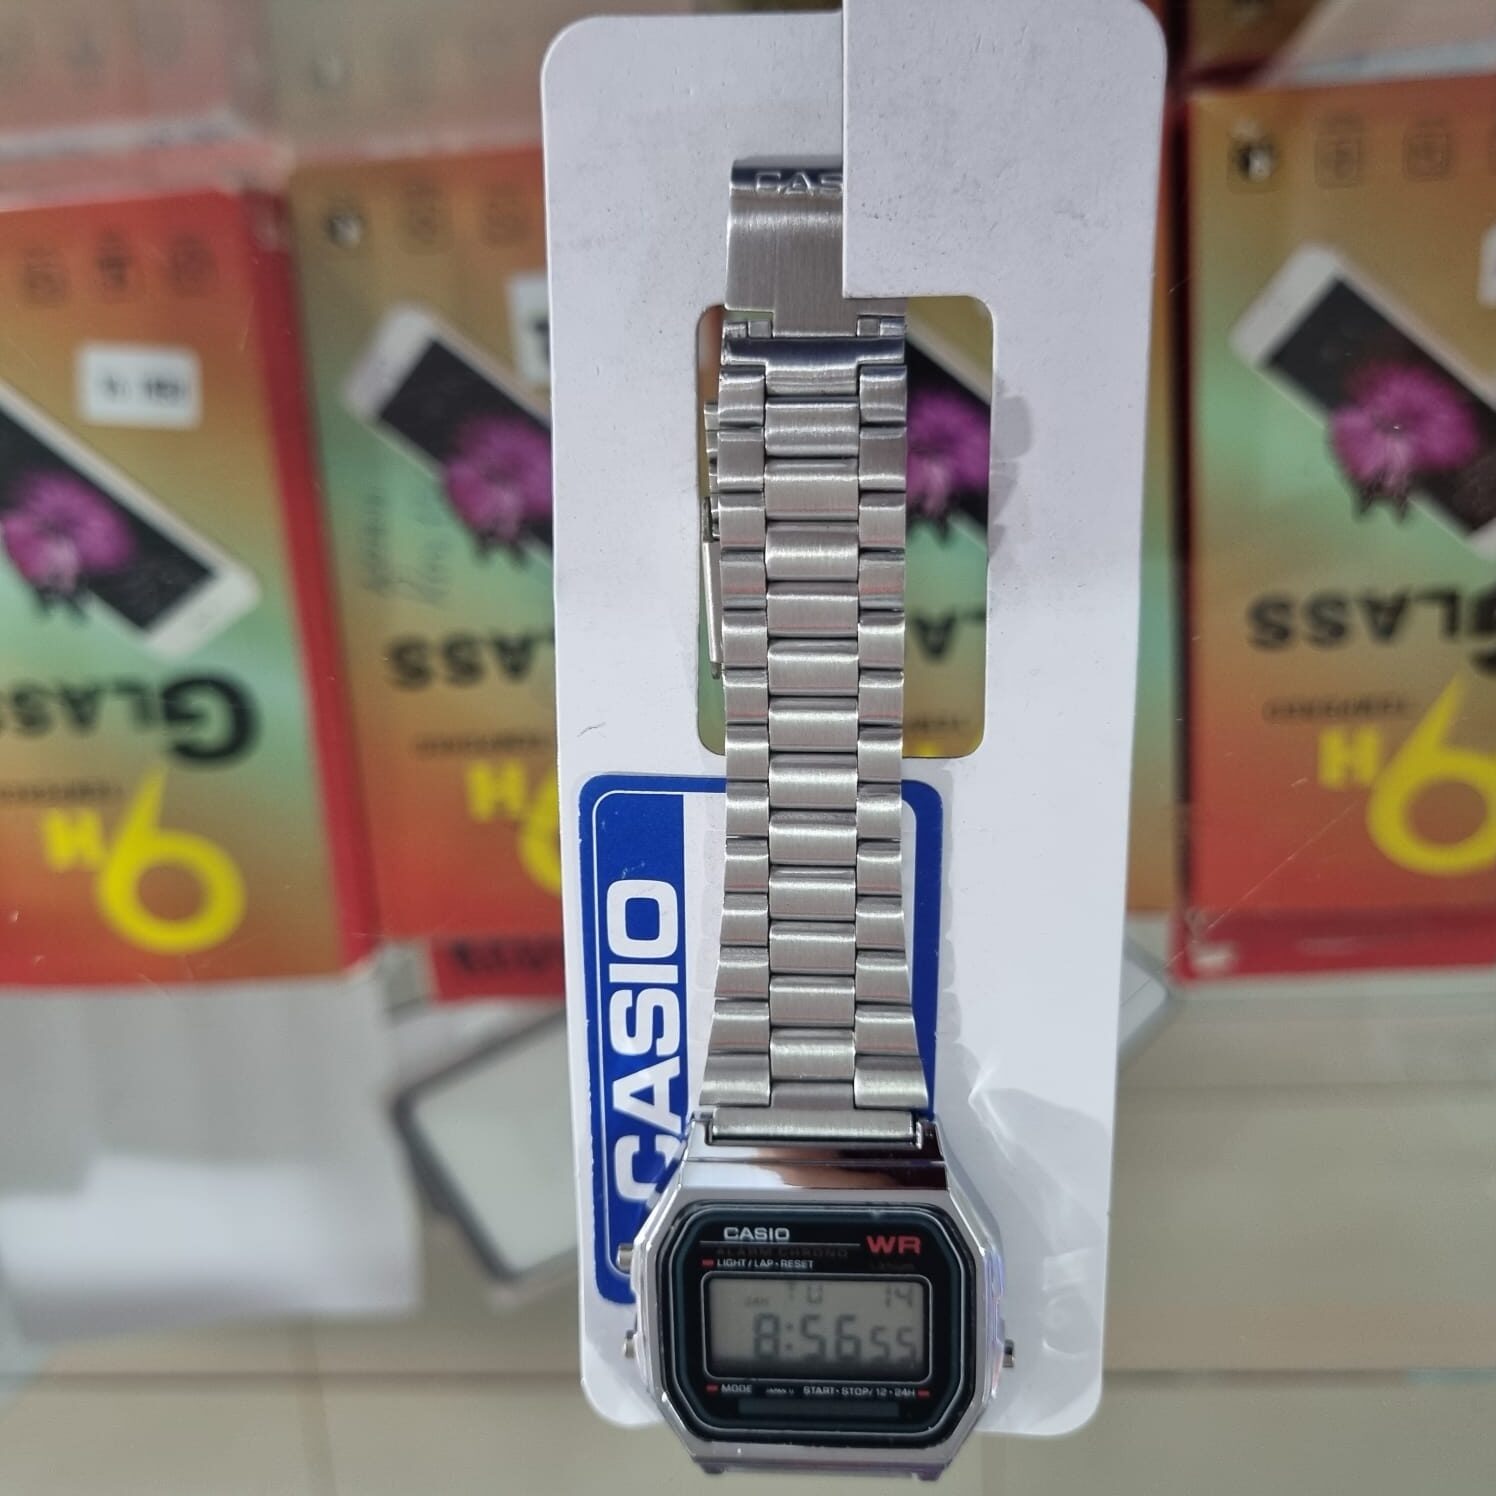 CAS
CASIO
CASIO
WR
ALARM CHRONO
LIGHT / LAP • RESET
TU 14
8:56 55
MODE
START • STOP / 12 • 24H
GLASS
9H
GLASS
9H
GLASS
9H